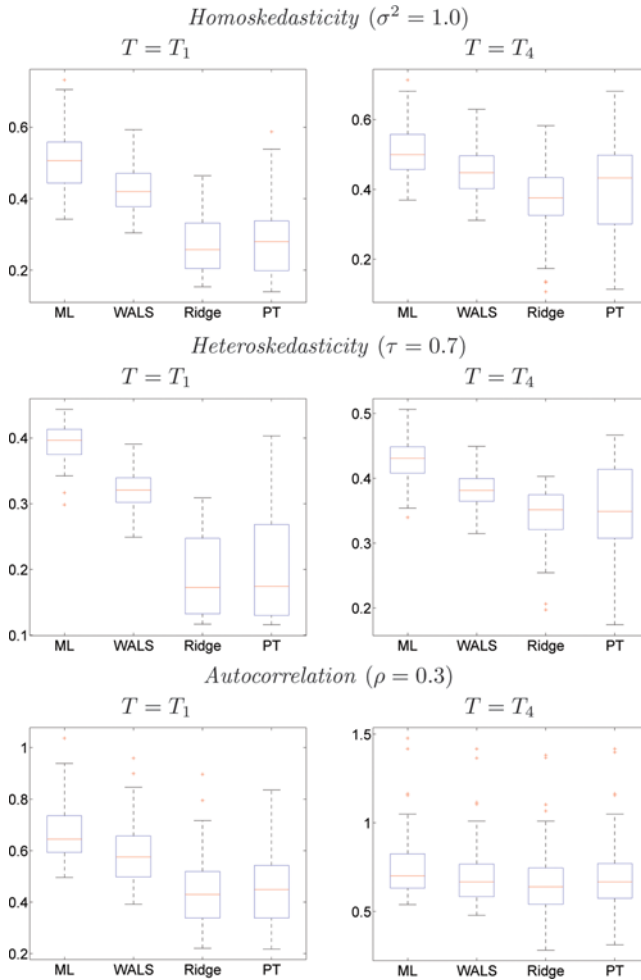 Homoskedasticity (σ² = 1.0)
T = T₁ T = T₄
0.6
0.4
0.2
ML WALS Ridge PT
0.6
0.4
0.2
ML WALS Ridge PT
Heteroskedasticity (τ = 0.7)
T = T₁ T = T₄
0.4
0.3
0.2
0.1
ML WALS Ridge PT
0.5
0.4
0.3
0.2
ML WALS Ridge PT
Autocorrelation (ρ = 0.3)
T = T₁ T = T₄
1
0.8
0.6
0.4
0.2
ML WALS Ridge PT
1.5
1
0.5
ML WALS Ridge PT